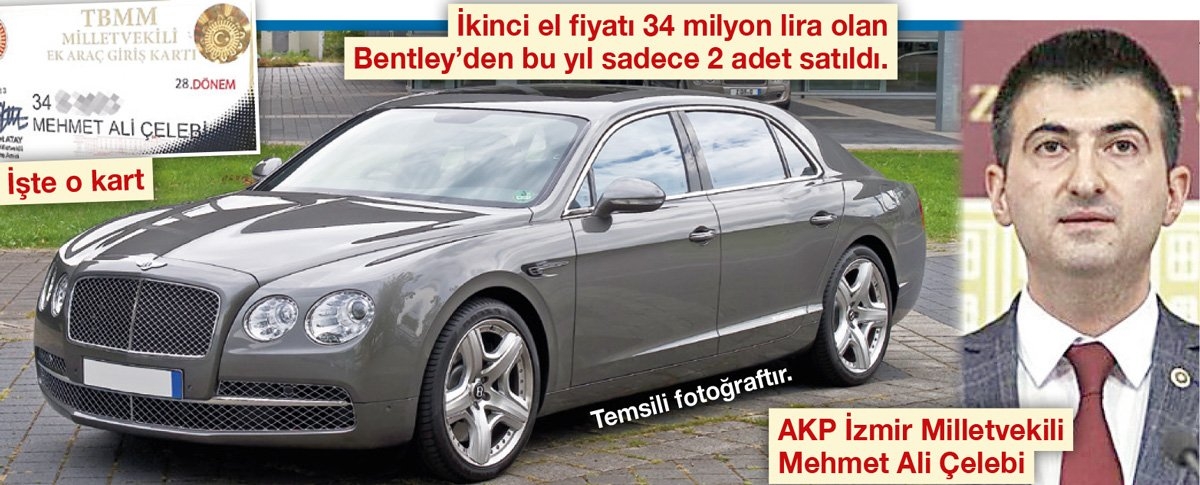 TBMM
MİLLETVEKİLİ
EK ARAÇ GİRİŞ KARTI
28.DÖNEM
34
MEHMET ALİ ÇELEBİ
İşte o kart
İkinci el fiyatı 34 milyon lira olan
Bentley’den bu yıl sadece 2 adet satıldı.
Temsili fotoğraftır.
AKP İzmir Milletvekili
Mehmet Ali Çelebi